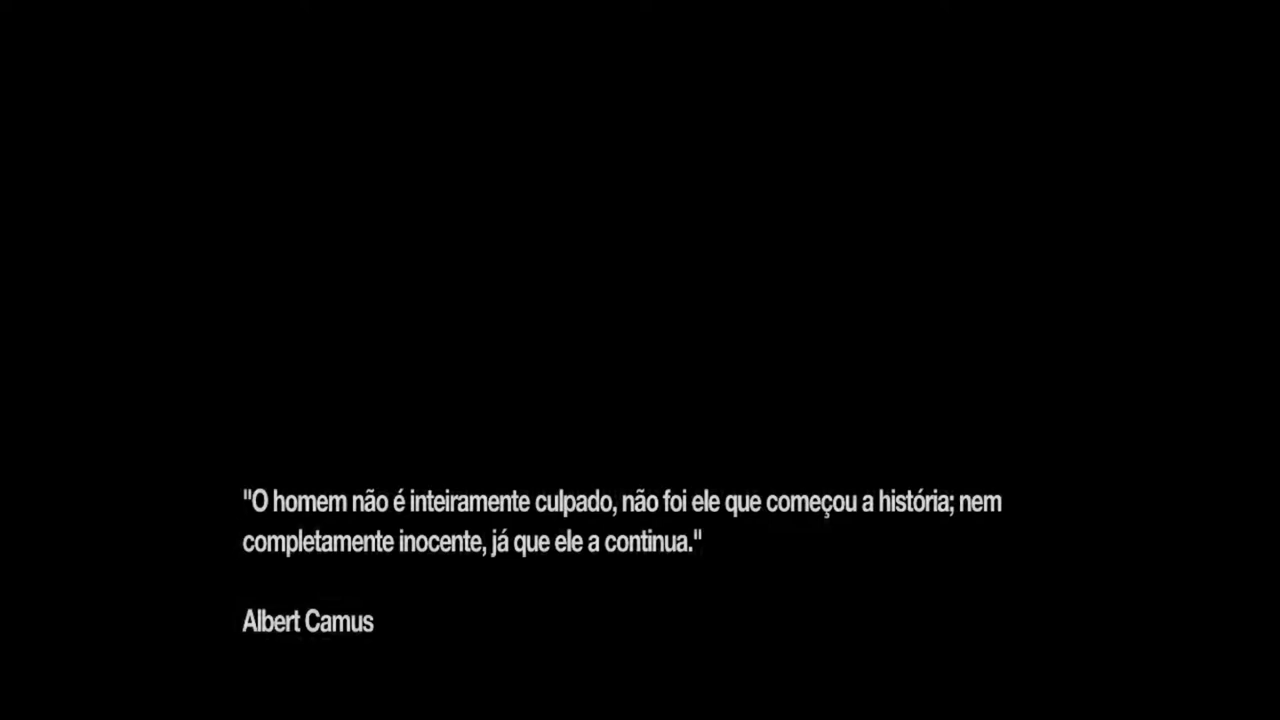 "O homem não é inteiramente culpado, não foi ele que começou a história; nem
completamente inocente, já que ele a continua."
Albert Camus